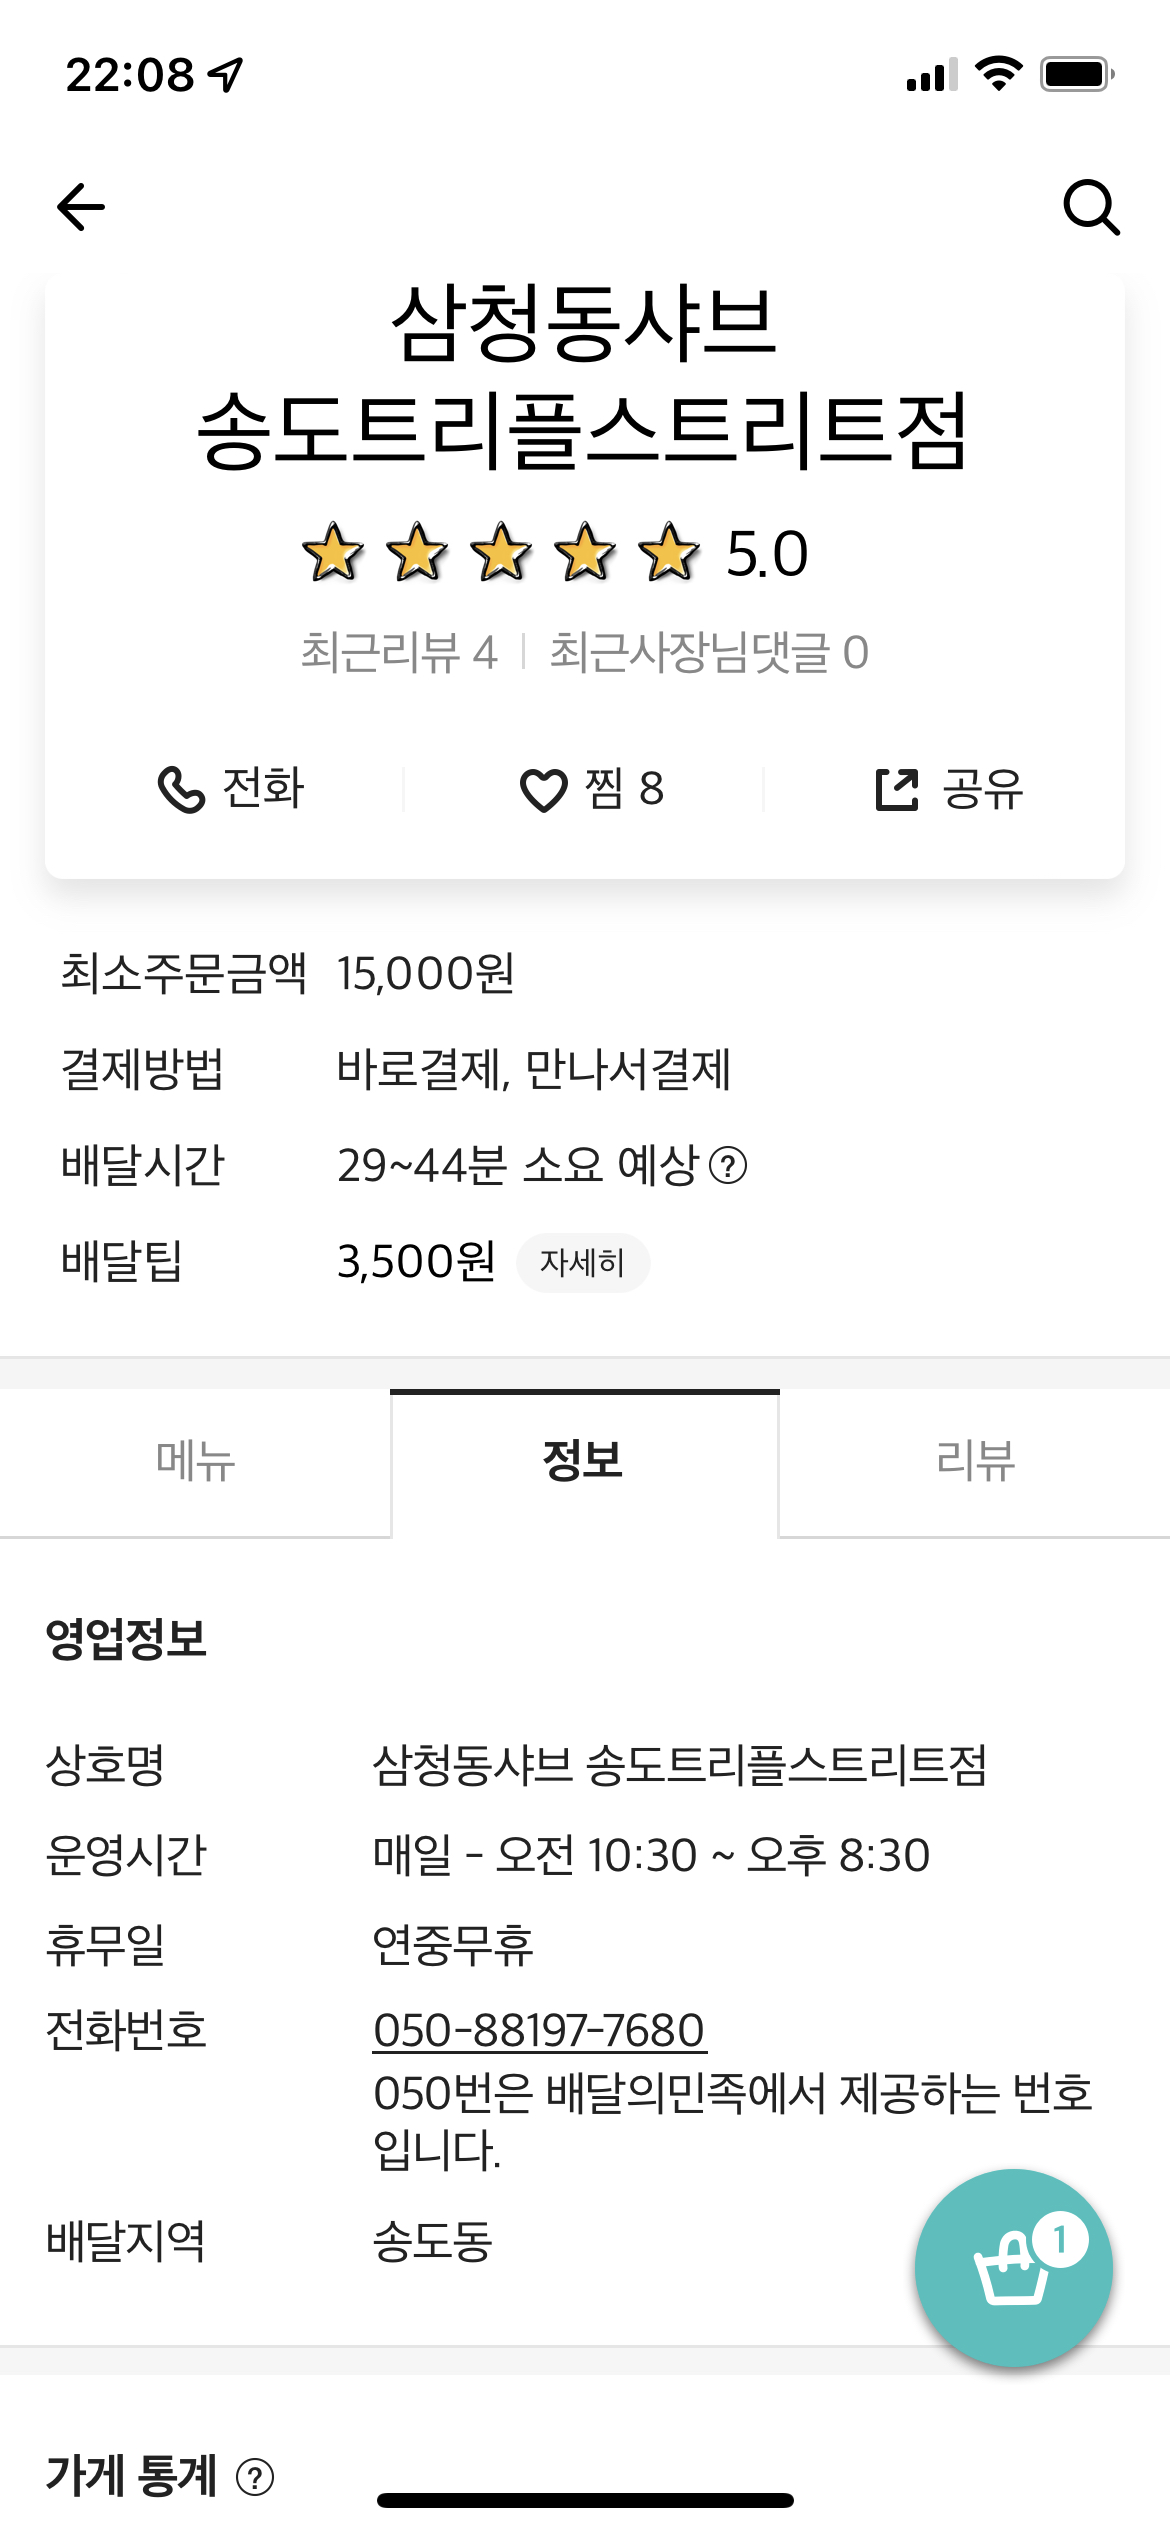 22:08
삼청동샤브
송도트리플스트리트점
5.0
최근리뷰 4 | 최근사장님댓글 0
전화
찜 8
공유
최소주문금액 15,000원
결제방법 바로결제, 만나서결제
배달시간 29~44분 소요 예상 ?
배달팁 3,500원 자세히
메뉴 정보 리뷰
영업정보
상호명 삼청동샤브 송도트리플스트리트점
운영시간 매일 - 오전 10:30 ~ 오후 8:30
휴무일 연중무휴
전화번호 050-88197-7680
050번은 배달의민족에서 제공하는 번호
입니다.
배달지역 송도동
1
가게 통계 ?